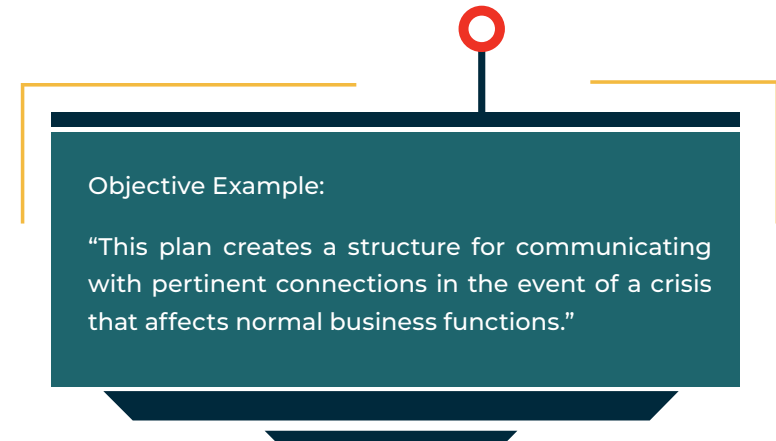 Objective Example:
“This plan creates a structure for communicating
with pertinent connections in the event of a crisis
that affects normal business functions.”